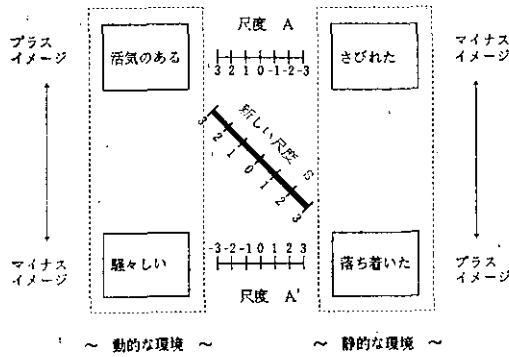 プラス
イメージ
活気のある
尺度 A
3 2 1 0 -1 -2 -3
さびれた
マイナス
イメージ
新しい尺度 S
3 2 1 0 1 2 3
マイナス
イメージ
騒々しい
-3 -2 -1 0 1 2 3
尺度 A'
落ち着いた
プラス
イメージ
~ 動的な環境 ~
~ 静的な環境 ~